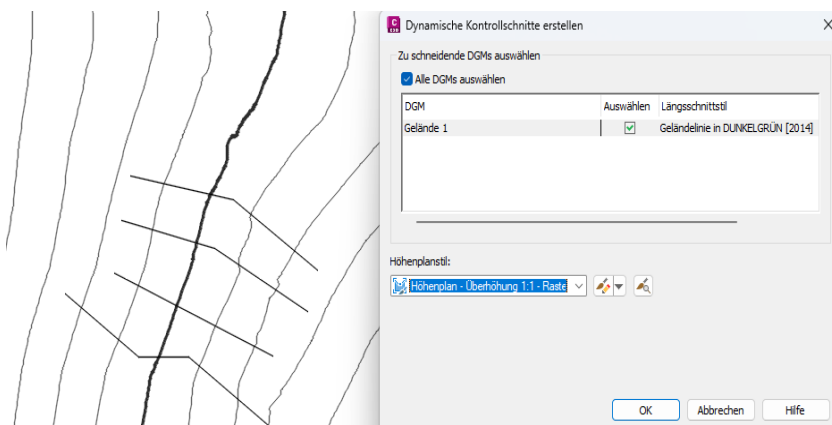 Dynamische Kontrollschnitte erstellen
Zu schneidende DGMs auswählen
Alle DGMs auswählen
DGM Auswählen Längsschnittstil
Gelände 1 Geländelinie in DUNKELGRÜN [2014]
Höhenplanstil:
Höhenplan - Überhöhung 1:1 - Raste
OK Abbrechen Hilfe